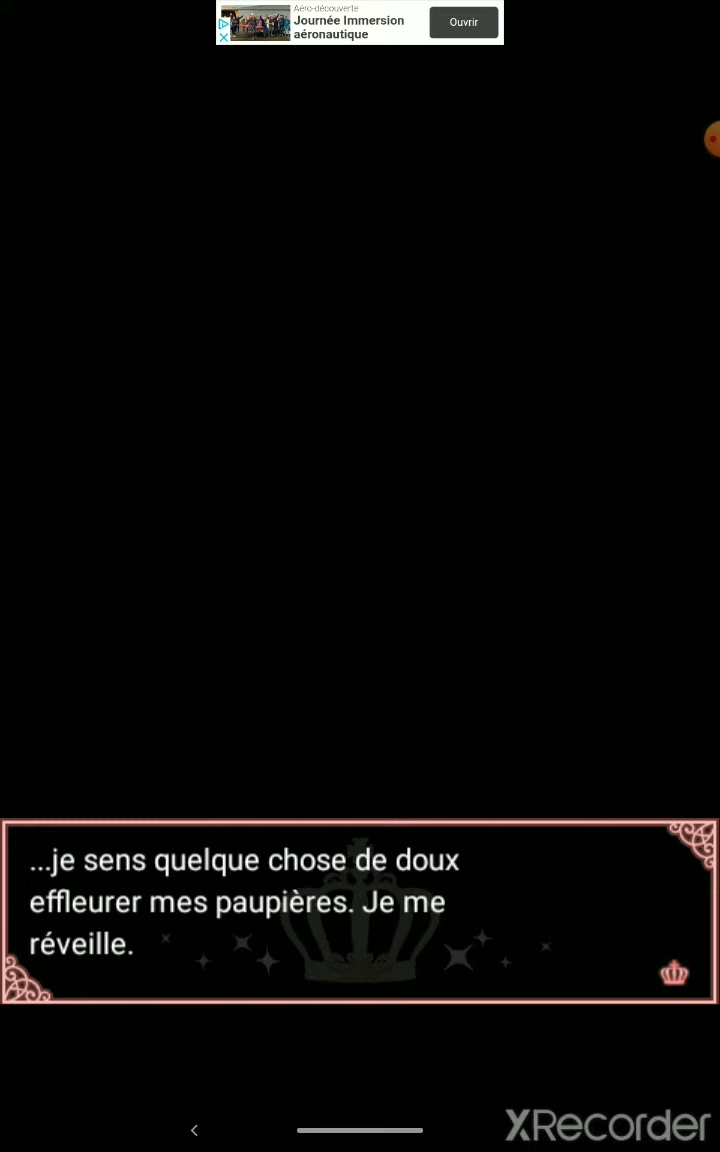 Aéro-découverte
Journée Immersion
aéronautique
Ouvrir
...je sens quelque chose de doux
effleurer mes paupières. Je me
réveille.
XRecorder